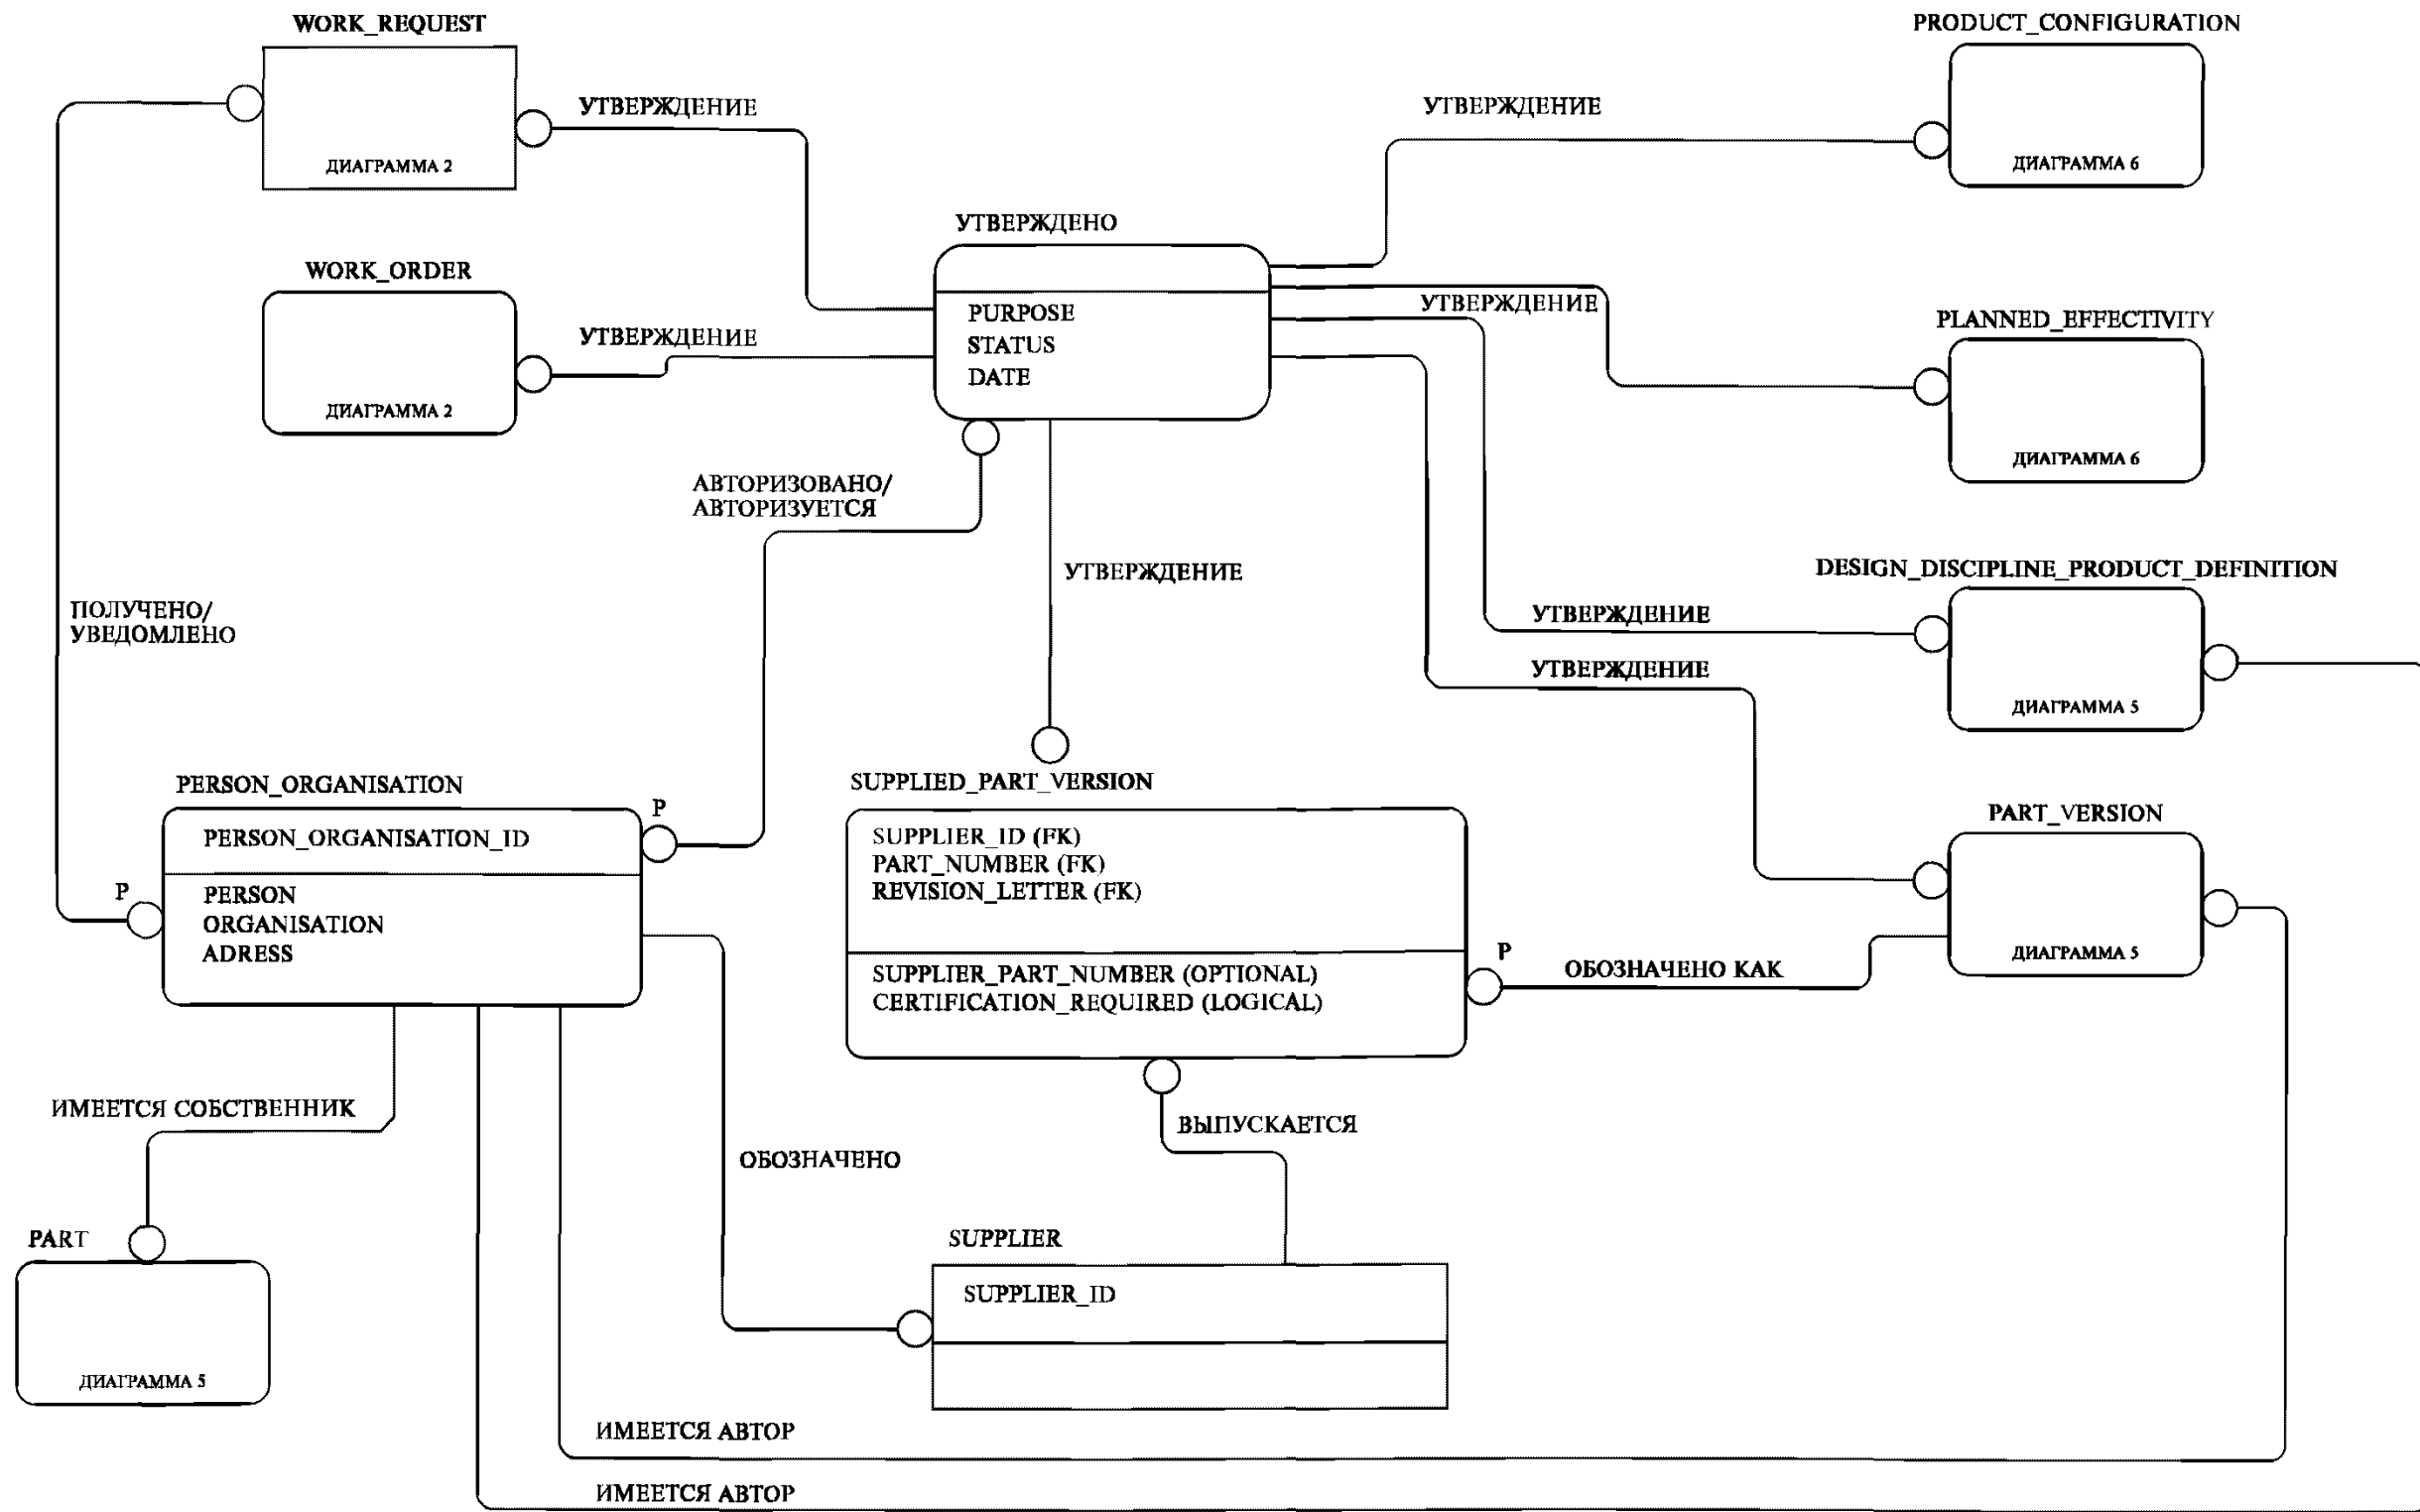 WORK_REQUEST
PRODUCT_CONFIGURATION
УТВЕРЖДЕНИЕ
УТВЕРЖДЕНИЕ
ДИАГРАММА 2
ДИАГРАММА 6
УТВЕРЖДЕНО
WORK_ORDER
PURPOSE
STATUS
DATE
УТВЕРЖДЕНИЕ
УТВЕРЖДЕНИЕ
PLANNED_EFFECTIVITY
ДИАГРАММА 2
ДИАГРАММА 6
АВТОРИЗОВАНО/
АВТОРИЗУЕТСЯ
УТВЕРЖДЕНИЕ
DESIGN_DISCIPLINE_PRODUCT_DEFINITION
ПОЛУЧЕНО/
УВЕДОМЛЕНО
УТВЕРЖДЕНИЕ
УТВЕРЖДЕНИЕ
ДИАГРАММА 5
PERSON_ORGANISATION
P
PERSON_ORGANISATION_ID
P
PERSON
ORGANISATION
ADRESS
SUPPLIED_PART_VERSION
SUPPLIER_ID (FK)
PART_NUMBER (FK)
REVISION_LETTER (FK)
SUPPLIER_PART_NUMBER (OPTIONAL)
CERTIFICATION_REQUIRED (LOGICAL)
P
ОБОЗНАЧЕНО КАК
PART_VERSION
ДИАГРАММА 5
ИМЕЕТСЯ СОБСТВЕННИК
ОБОЗНАЧЕНО
ВЫПУСКАЕТСЯ
PART
ДИАГРАММА 5
SUPPLIER
SUPPLIER_ID
ИМЕЕТСЯ АВТОР
ИМЕЕТСЯ АВТОР